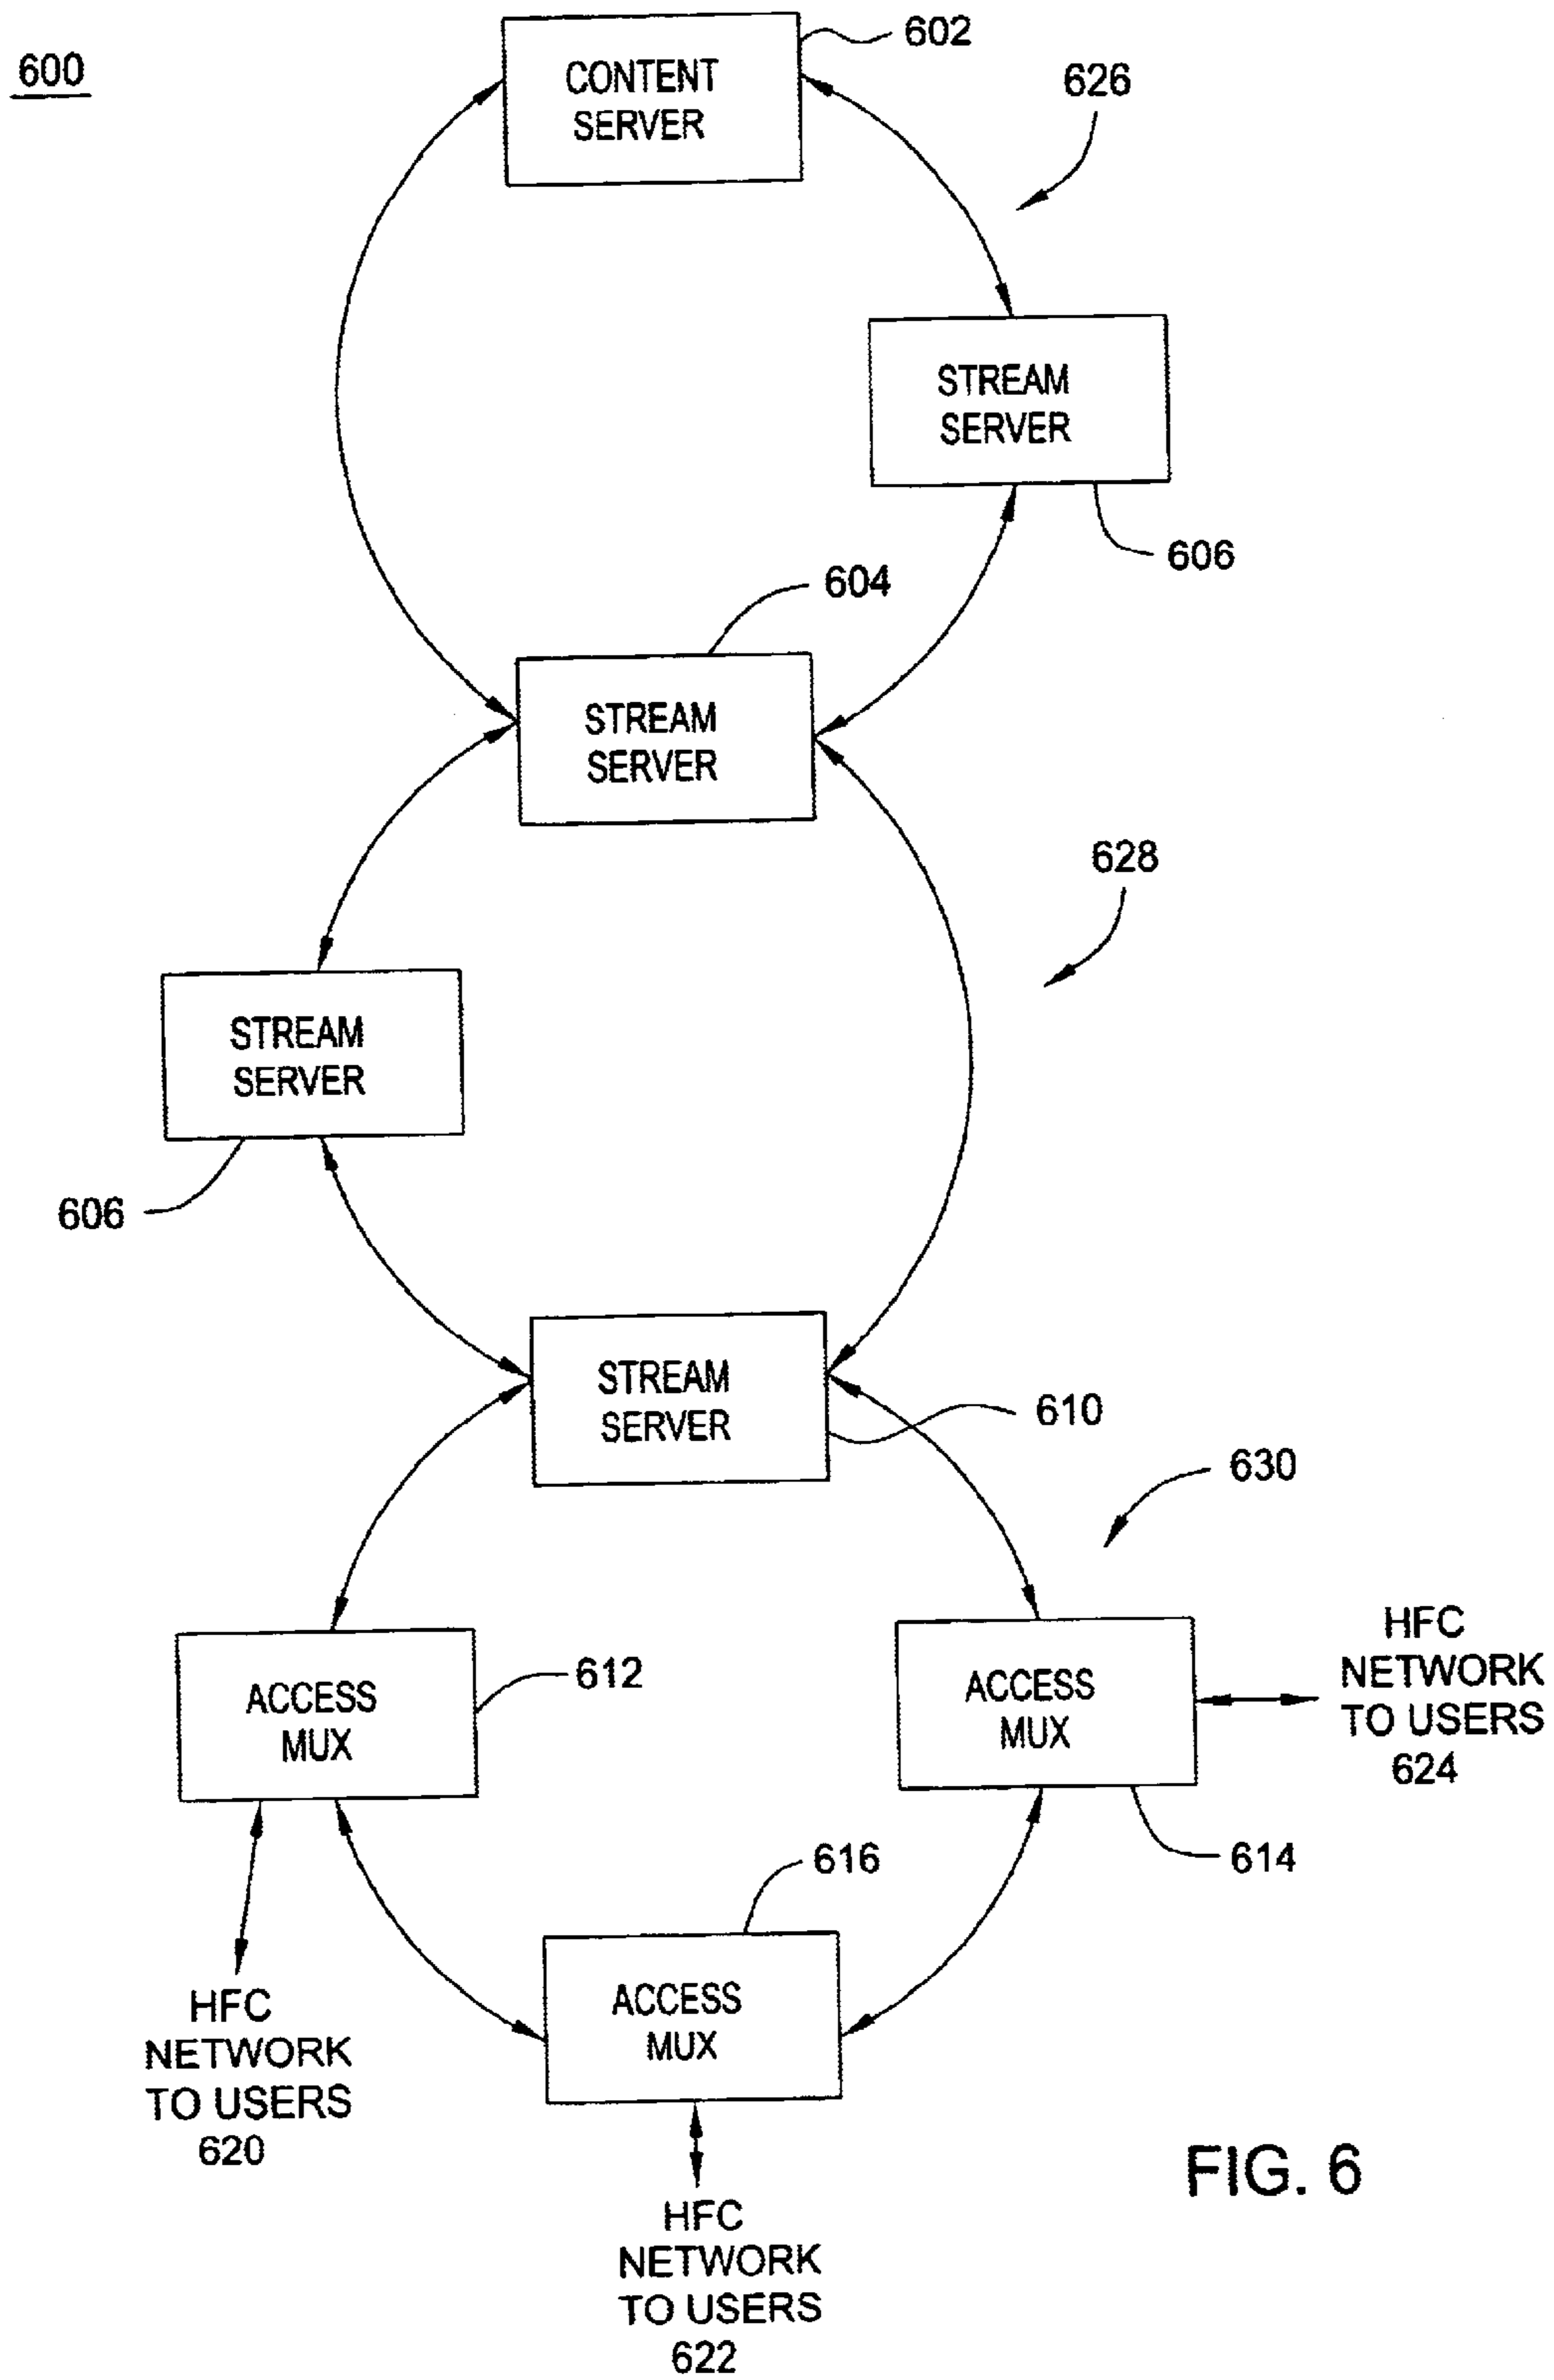 600
602
CONTENT
SERVER
626
STREAM
SERVER
606
604
STREAM
SERVER
628
STREAM
SERVER
606
STREAM
SERVER
610
630
HFC
NETWORK
TO USERS
624
ACCESS
MUX
612
ACCESS
MUX
614
616
ACCESS
MUX
HFC
NETWORK
TO USERS
620
HFC
NETWORK
TO USERS
622
FIG. 6